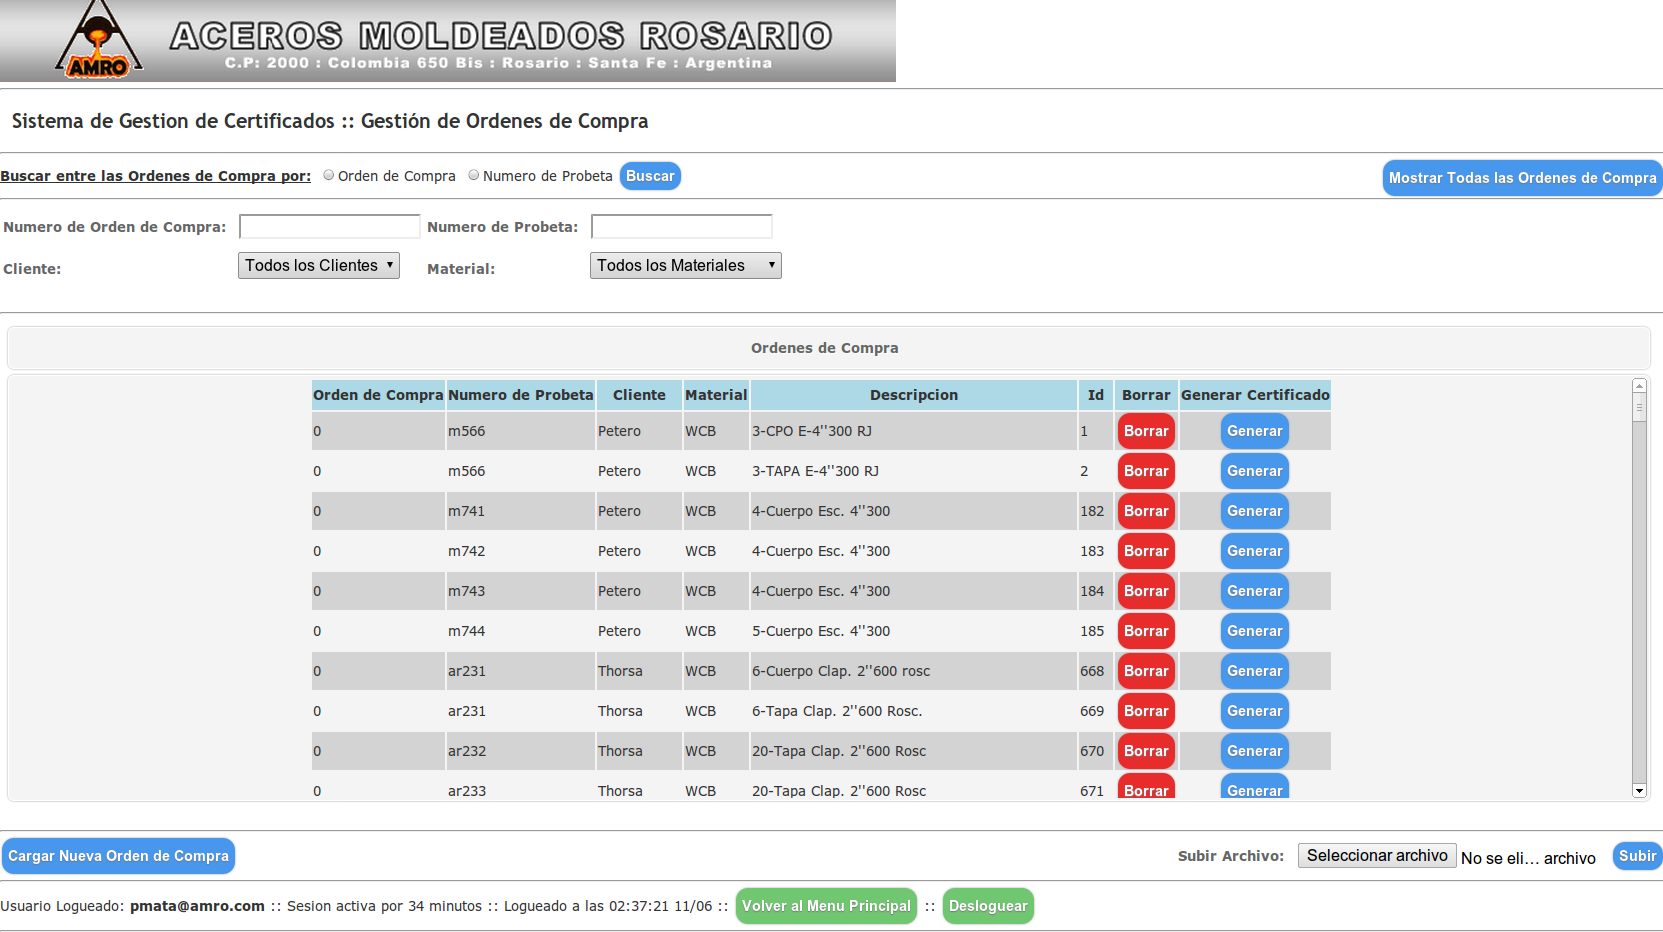 AMRO
ACEROS MOLDEADOS ROSARIO
C.P: 2000 : Colombia 650 Bis : Rosario : Santa Fe : Argentina
Sistema de Gestion de Certificados :: Gestión de Ordenes de Compra
Buscar entre las Ordenes de Compra por: Orden de Compra Numero de Probeta Buscar Mostrar Todas las Ordenes de Compra
Numero de Orden de Compra: Numero de Probeta:
Cliente: Todos los Clientes Material: Todos los Materiales
Ordenes de Compra
Orden de Compra Numero de Probeta Cliente Material Descripcion Id Borrar Generar Certificado
0 m566 Petero WCB 3-CPO E-4''300 RJ 1 Borrar Generar
0 m566 Petero WCB 3-TAPA E-4''300 RJ 2 Borrar Generar
0 m741 Petero WCB 4-Cuerpo Esc. 4''300 182 Borrar Generar
0 m742 Petero WCB 4-Cuerpo Esc. 4''300 183 Borrar Generar
0 m743 Petero WCB 4-Cuerpo Esc. 4''300 184 Borrar Generar
0 m744 Petero WCB 5-Cuerpo Esc. 4''300 185 Borrar Generar
0 ar231 Thorsa WCB 6-Cuerpo Clap. 2''600 rosc 668 Borrar Generar
0 ar231 Thorsa WCB 6-Tapa Clap. 2''600 Rosc. 669 Borrar Generar
0 ar232 Thorsa WCB 20-Tapa Clap. 2''600 Rosc 670 Borrar Generar
0 ar233 Thorsa WCB 20-Tapa Clap. 2''600 Rosc 671 Borrar Generar
Cargar Nueva Orden de Compra Subir Archivo: Seleccionar archivo No se eli... archivo Subir
Usuario Logueado: pmata@amro.com :: Sesion activa por 34 minutos :: Logueado a las 02:37:21 11/06 :: Volver al Menu Principal :: Desloguear